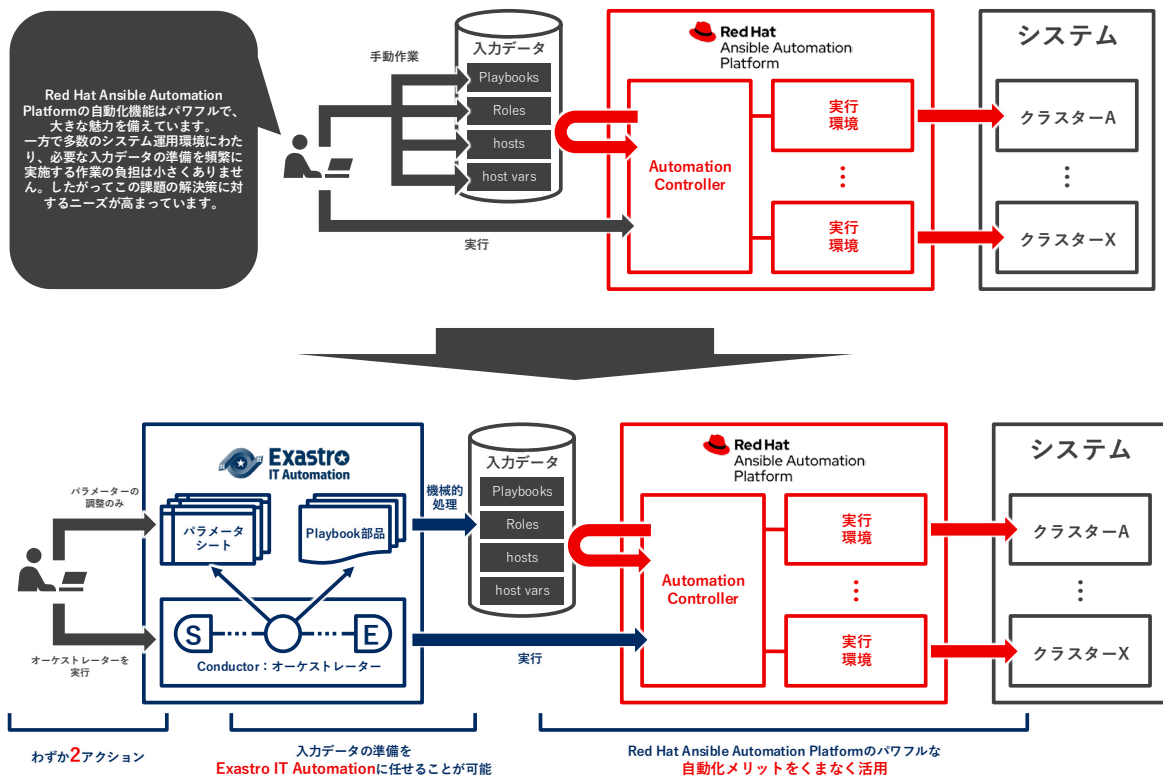 Red Hat Ansible Automation
Platformの自動化機能はパワフルで、
大きな魅力を備えています。
一方で多数のシステム運用環境にわた
り、必要な入力データの準備を頻繁に
実施する作業の負担は小さくありませ
ん。したがってこの課題の解決策に対
するニーズが高まっています。
手動作業
実行
入力データ
Playbooks
Roles
hosts
host vars
Red Hat
Ansible Automation
Platform
Automation
Controller
実行
環境
⋮
実行
環境
システム
クラスターA
⋮
クラスターX
パラメーターの
調整のみ
オーケストレーターを
実行
Exastro
IT Automation
パラメータ
シート
Playbook部品
S
E
Conductor：オーケストレーター
機械的
処理
実行
入力データ
Playbooks
Roles
hosts
host vars
Red Hat
Ansible Automation
Platform
Automation
Controller
実行
環境
⋮
実行
環境
システム
クラスターA
⋮
クラスターX
わずか2アクション
入力データの準備を
Exastro IT Automationに任せることが可能
Red Hat Ansible Automation Platformのパワフルな
自動化メリットをくまなく活用